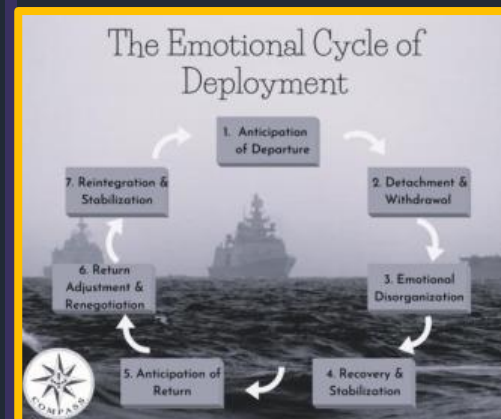 The Emotional Cycle of
Deployment
1. Anticipation
of Departure
2. Detachment &
Withdrawal
3. Emotional
Disorganization
4. Recovery &
Stabilization
5. Anticipation of
Return
6. Return
Adjustment &
Renegotiation
7. Reintegration &
Stabilization
COMPASS